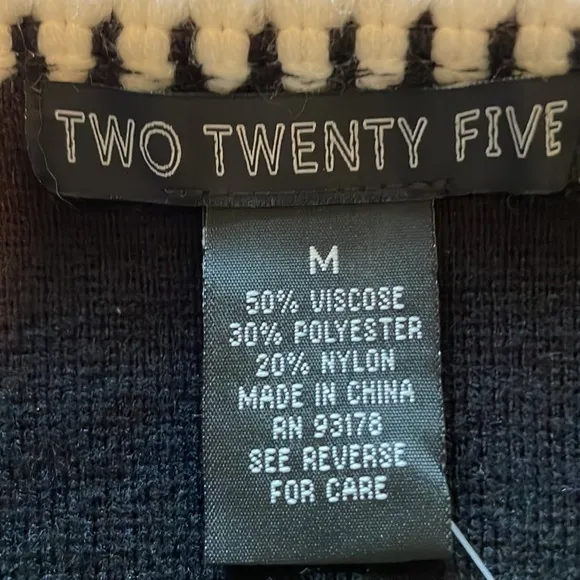 TWO TWENTY FIVE
M
50% VISCOSE
30% POLYESTER
20% NYLON
MADE IN CHINA
RN 93178
SEE REVERSE
FOR CARE